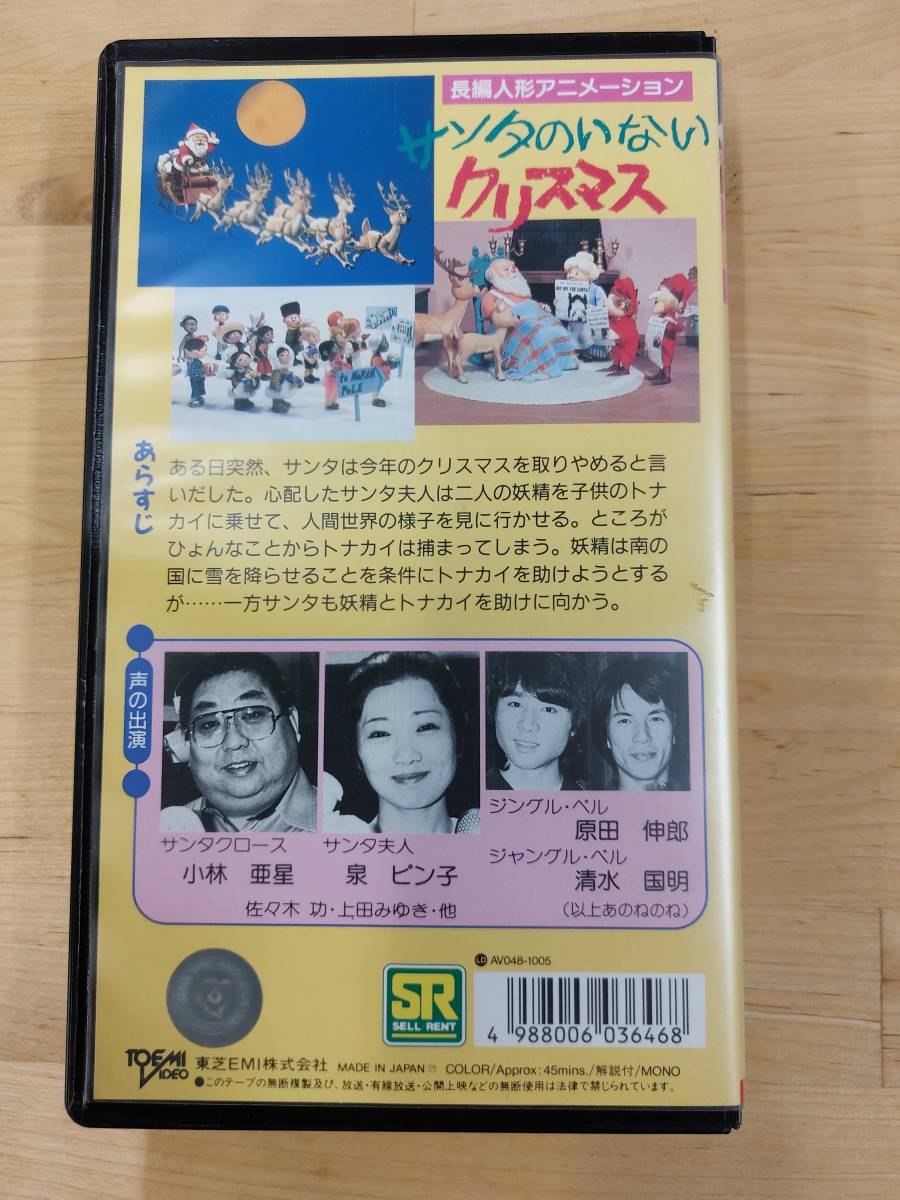 長編人形アニメーション
サンタのいない
クリスマス
to NORTH
POLE
あらすじ
ある日突然、サンタは今年のクリスマスを取りやめると言
いだした。心配したサンタ夫人は二人の妖精を子供のトナ
カイに乗せて、人間世界の様子を見に行かせる。ところが
ひょんなことからトナカイは捕まってしまう。妖精は南の
国に雪を降らせることを条件にトナカイを助けようとする
が……一方サンタも妖精とトナカイを助けに向かう。
声の出演
サンタクロース
小林 亜星
サンタ夫人
泉 ピン子
ジングル・ベル
原田 伸郎
ジャングル・ベル
清水 国明
(以上あのねのね)
佐々木 功・上田みゆき・他
SR
SELL/RENT
LD AV048-1005
4 988006 036468
TOEMI
VIDEO
東芝EMI株式会社 MADE IN JAPAN COLOR/Approx:45mins./解説付/MONO
●このテープの無断複製及び、放送・有線放送・公開上映などの無断使用は法律で禁じられています。